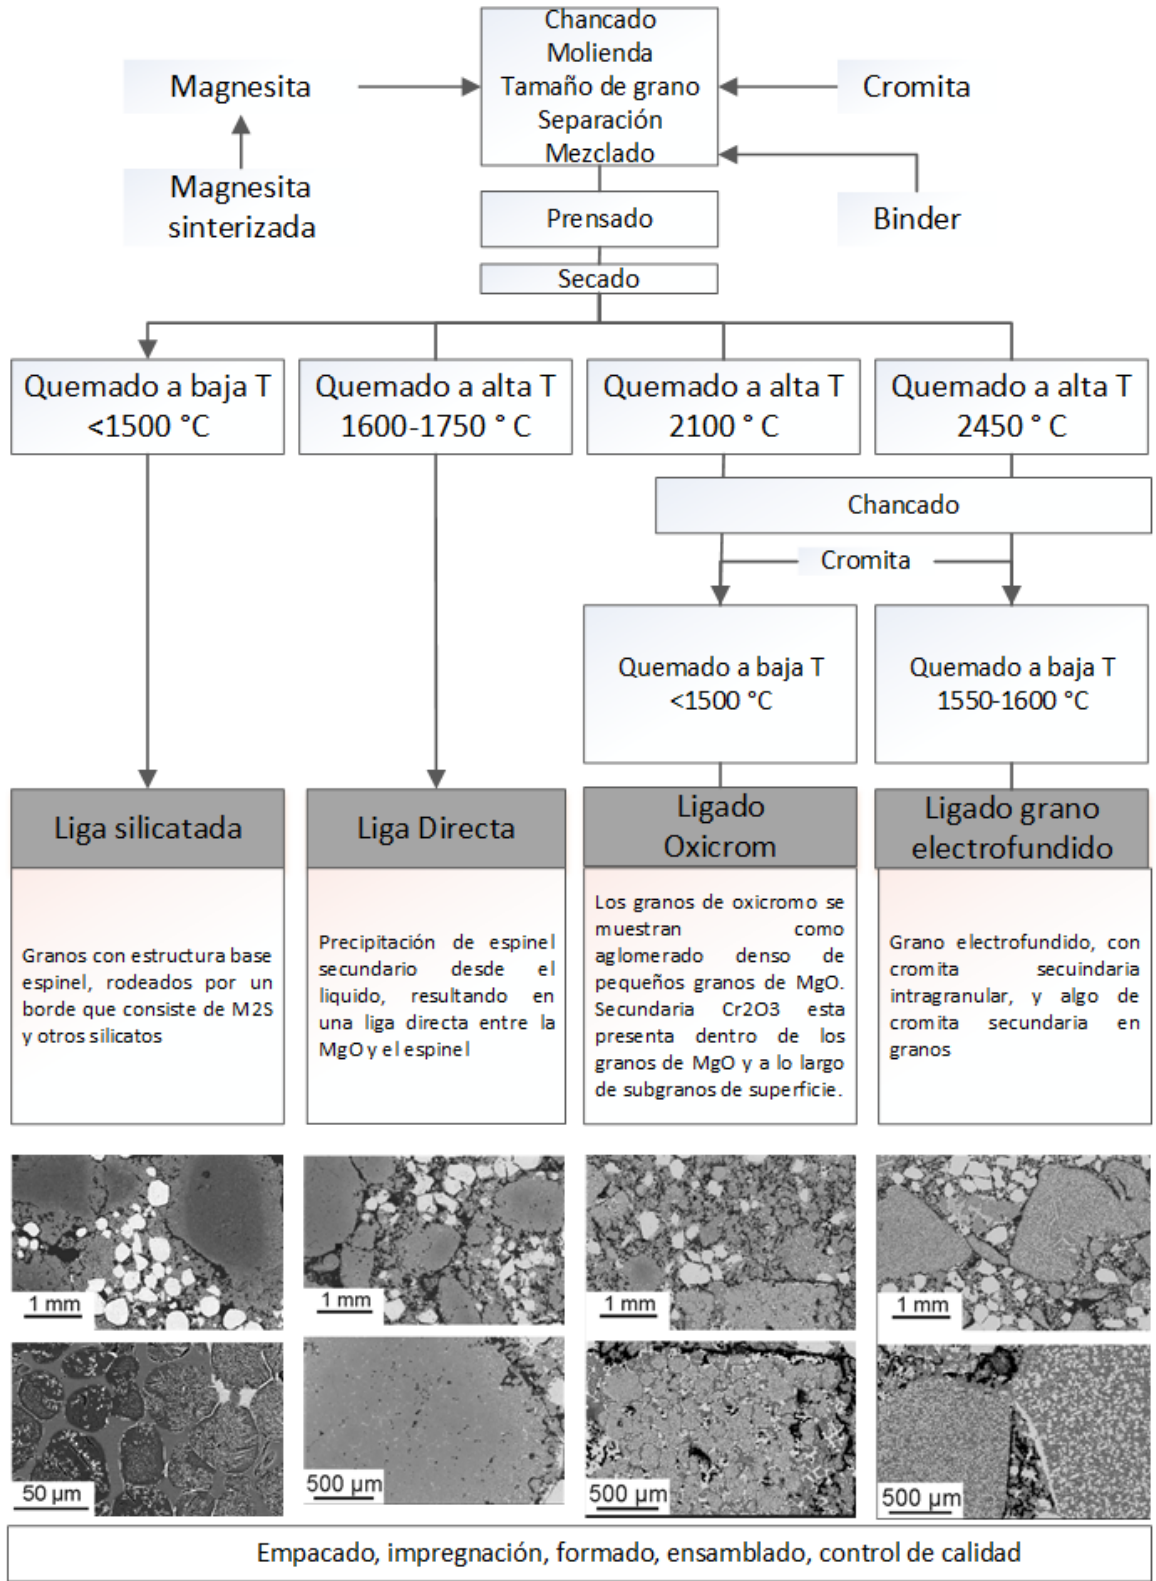 Chancado
Molienda
Tamaño de grano
Separación
Mezclado
Magnesita
Cromita
Magnesita
sinterizada
Binder
Prensado
Secado
Quemado a baja T
<1500 °C
Quemado a alta T
1600-1750 ° C
Quemado a alta T
2100 ° C
Quemado a alta T
2450 ° C
Chancado
Cromita
Quemado a baja T
<1500 °C
Quemado a baja T
1550-1600 °C
Liga silicatada
Liga Directa
Ligado
Oxicrom
Ligado grano
electrofundido
Granos con estructura base
espinel, rodeados por un
borde que consiste de M2S
y otros silicatos
Precipitación de espinel
secundario desde el
liquido, resultando en
una liga directa entre la
MgO y el espinel
Los granos de oxicromo se
muestran como
aglomerado denso de
pequeños granos de MgO.
Secundaria Cr2O3 esta
presenta dentro de los
granos de MgO y a lo largo
de subgranos de superficie.
Grano electrofundido, con
cromita secuindaria
intragranular, y algo de
cromita secundaria en
granos
1 mm
1 mm
1 mm
1 mm
50 µm
500 µm
500 µm
500 µm
Empacado, impregnación, formado, ensamblado, control de calidad